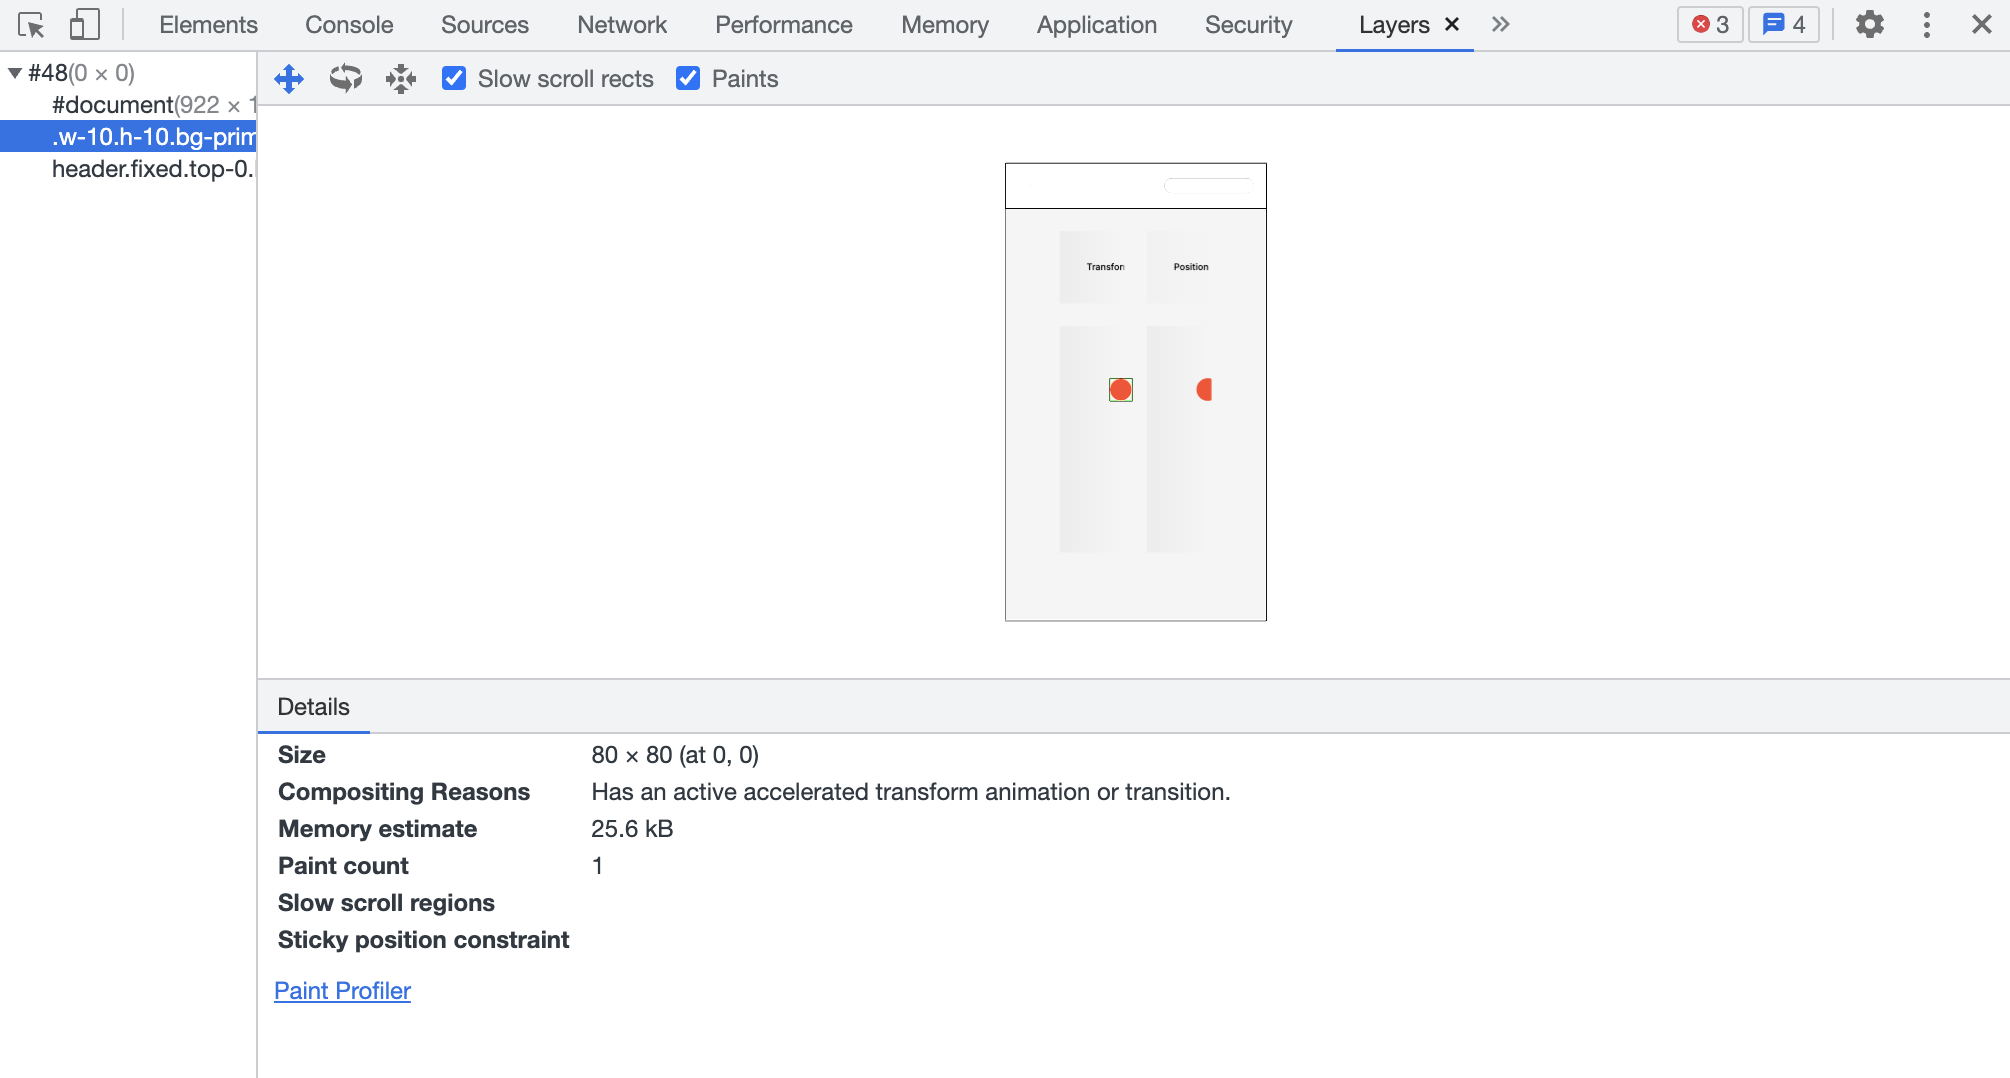 Elements Console Sources Network Performance Memory Application Security Layers × » 3 4
#48(0 × 0)
#document(922 × 1
.w-10.h-10.bg-prim
header.fixed.top-0.
Slow scroll rects Paints
Transforr Position
Details
Size 80 × 80 (at 0, 0)
Compositing Reasons Has an active accelerated transform animation or transition.
Memory estimate 25.6 kB
Paint count 1
Slow scroll regions
Sticky position constraint
Paint Profiler